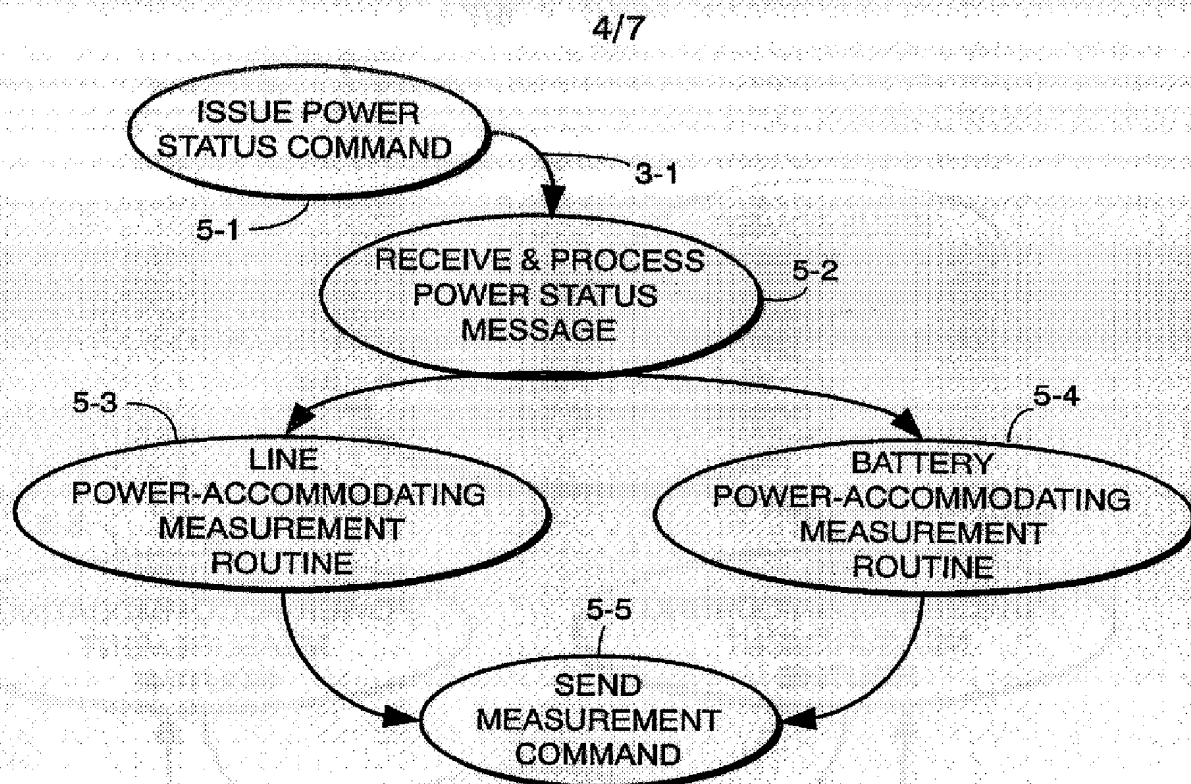 4/7
ISSUE POWER
STATUS COMMAND
3-1
5-1
RECEIVE & PROCESS
POWER STATUS
MESSAGE
5-2
5-3
5-4
LINE
POWER-ACCOMMODATING
MEASUREMENT
ROUTINE
BATTERY
POWER-ACCOMMODATING
MEASUREMENT
ROUTINE
5-5
SEND
MEASUREMENT
COMMAND